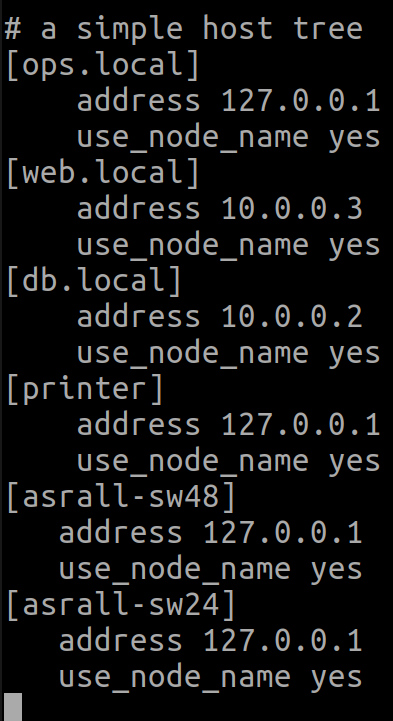 # a simple host tree
[ops.local]
    address 127.0.0.1
    use_node_name yes
[web.local]
    address 10.0.0.3
    use_node_name yes
[db.local]
    address 10.0.0.2
    use_node_name yes
[printer]
    address 127.0.0.1
    use_node_name yes
[asrall-sw48]
   address 127.0.0.1
   use_node_name yes
[asrall-sw24]
   address 127.0.0.1
   use_node_name yes